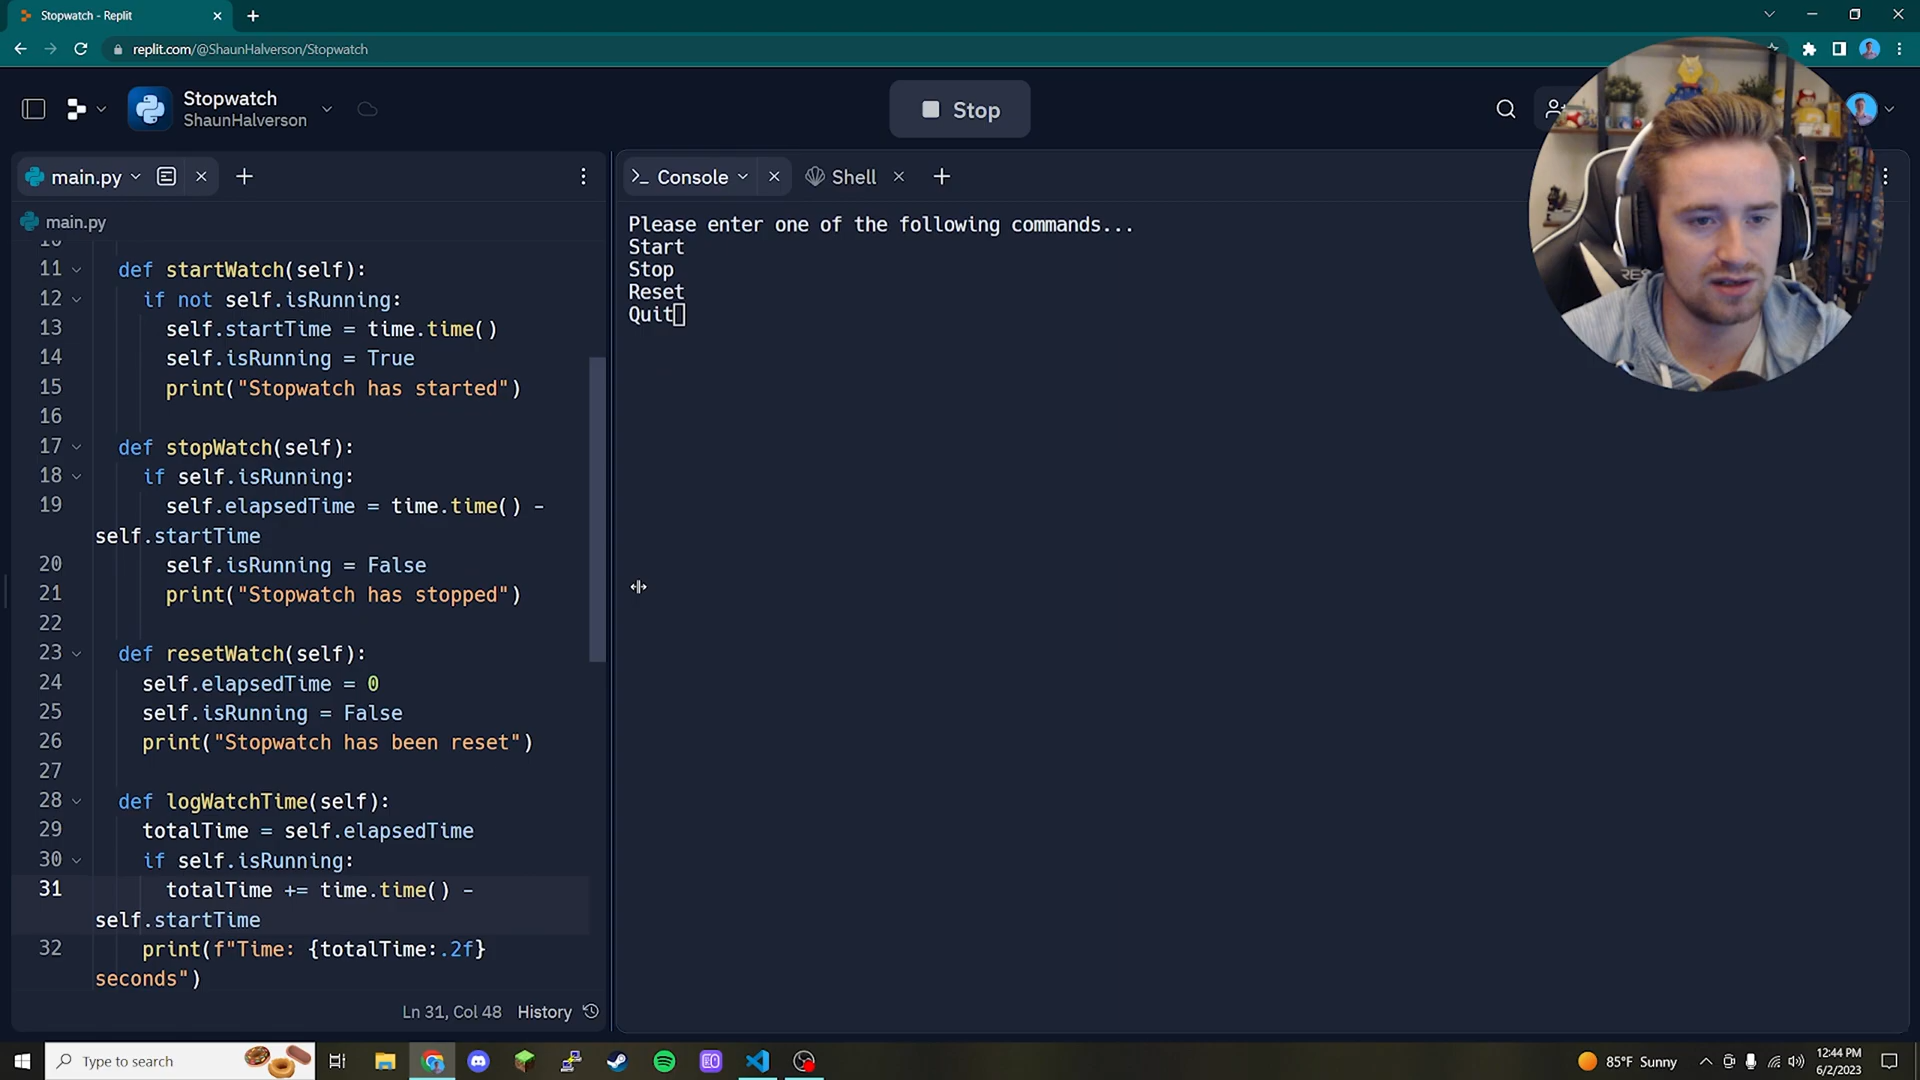 Stopwatch - Replit
replit.com/@ShaunHalverson/Stopwatch
Stopwatch
ShaunHalverson
Stop
main.py
main.py
11 def startWatch(self):
12 if not self.isRunning:
13 self.startTime = time.time()
14 self.isRunning = True
15 print("Stopwatch has started")
16
17 def stopWatch(self):
18 if self.isRunning:
19 self.elapsedTime = time.time() -
self.startTime
20 self.isRunning = False
21 print("Stopwatch has stopped")
22
23 def resetWatch(self):
24 self.elapsedTime = 0
25 self.isRunning = False
26 print("Stopwatch has been reset")
27
28 def logWatchTime(self):
29 totalTime = self.elapsedTime
30 if self.isRunning:
31 totalTime += time.time() -
self.startTime
32 print(f"Time: {totalTime:.2f}
seconds")
Ln 31, Col 48 History
Console Shell
Please enter one of the following commands...
Start
Stop
Reset
Quit
Type to search
85°F Sunny
12:44 PM
6/2/2023